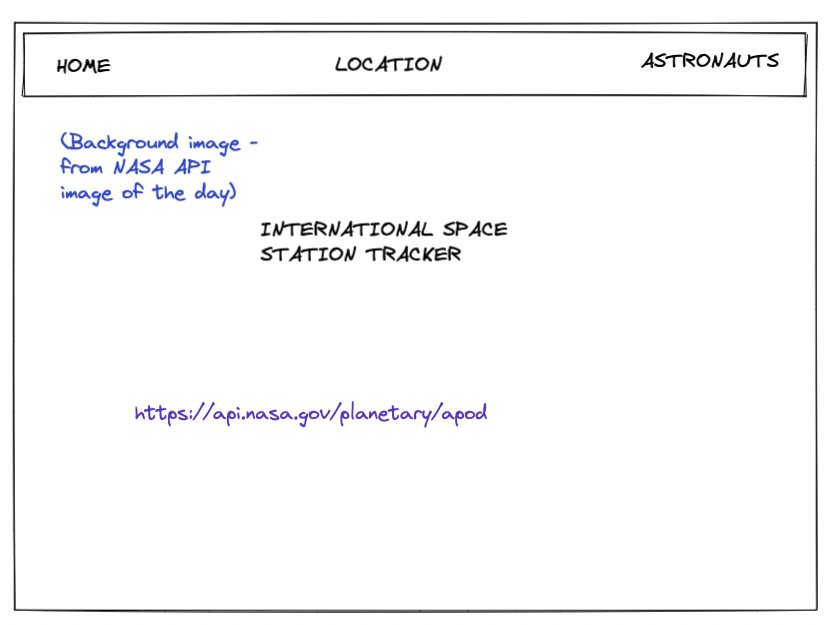 HOME LOCATION ASTRONAUTS
(Background image -
from NASA API
image of the day)
INTERNATIONAL SPACE
STATION TRACKER
https://api.nasa.gov/planetary/apod